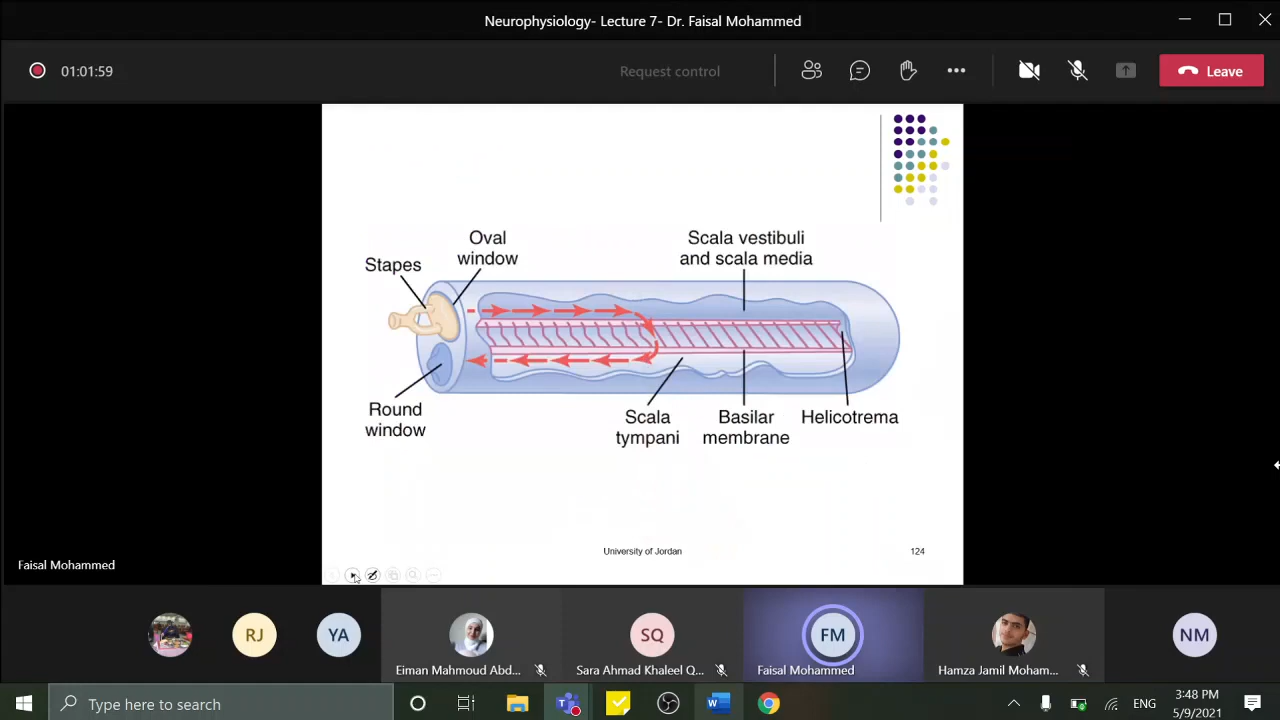 Neurophysiology- Lecture 7- Dr. Faisal Mohammed
01:01:59
Request control
Leave
Oval
window
Stapes
Scala vestibuli
and scala media
Round
window
Scala
tympani
Basilar
membrane
Helicotrema
University of Jordan
124
Faisal Mohammed
RJ
YA
SQ
FM
NM
Eiman Mahmoud Abd...
Sara Ahmad Khaleel Q...
Faisal Mohammed
Hamza Jamil Moham...
Type here to search
ENG
3:48 PM
5/9/2021